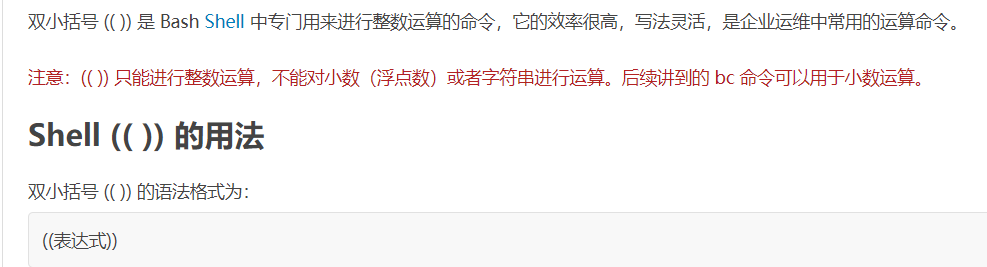 双小括号 (( )) 是 Bash Shell 中专门用来进行整数运算的命令，它的效率很高，写法灵活，是企业运维中常用的运算命令。
注意：(( )) 只能进行整数运算，不能对小数（浮点数）或者字符串进行运算。后续讲到的 bc 命令可以用于小数运算。
Shell (( )) 的用法
双小括号 (( )) 的语法格式为：
((表达式))